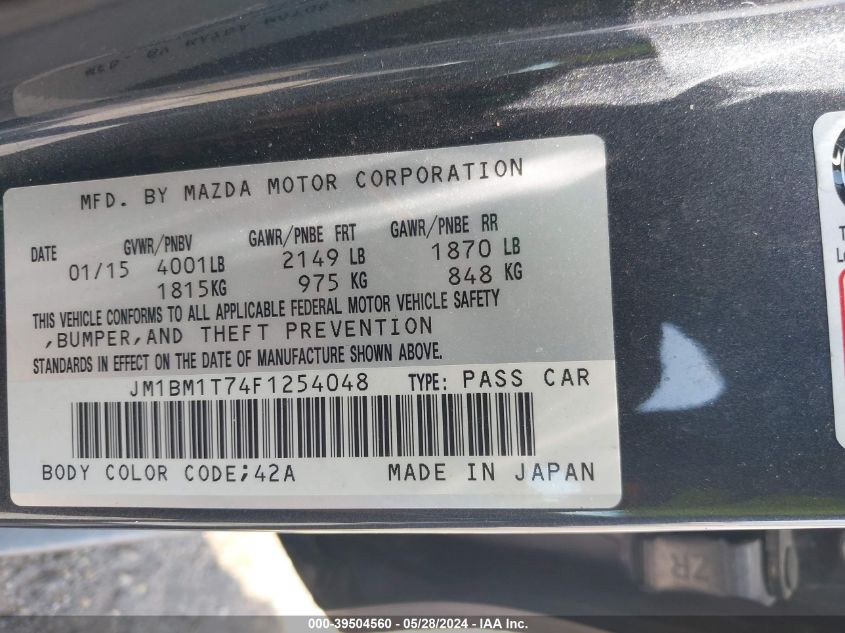 MFD. BY MAZDA MOTOR CORPORATION
DATE GVWR/PNBV GAWR/PNBE FRT GAWR/PNBE RR
01/15 4001LB 2149 LB 1870 LB
1815KG 975 KG 848 KG
THIS VEHICLE CONFORMS TO ALL APPLICABLE FEDERAL MOTOR VEHICLE SAFETY
,BUMPER,AND THEFT PREVENTION
STANDARDS IN EFFECT ON THE DATE OF MANUFACTURE SHOWN ABOVE.
JM1BM1T74F1254048 TYPE: PASS CAR
BODY COLOR CODE;42A MADE IN JAPAN
ZR
000-39504560 / 05/28/2024 / IAAI.COM INC.